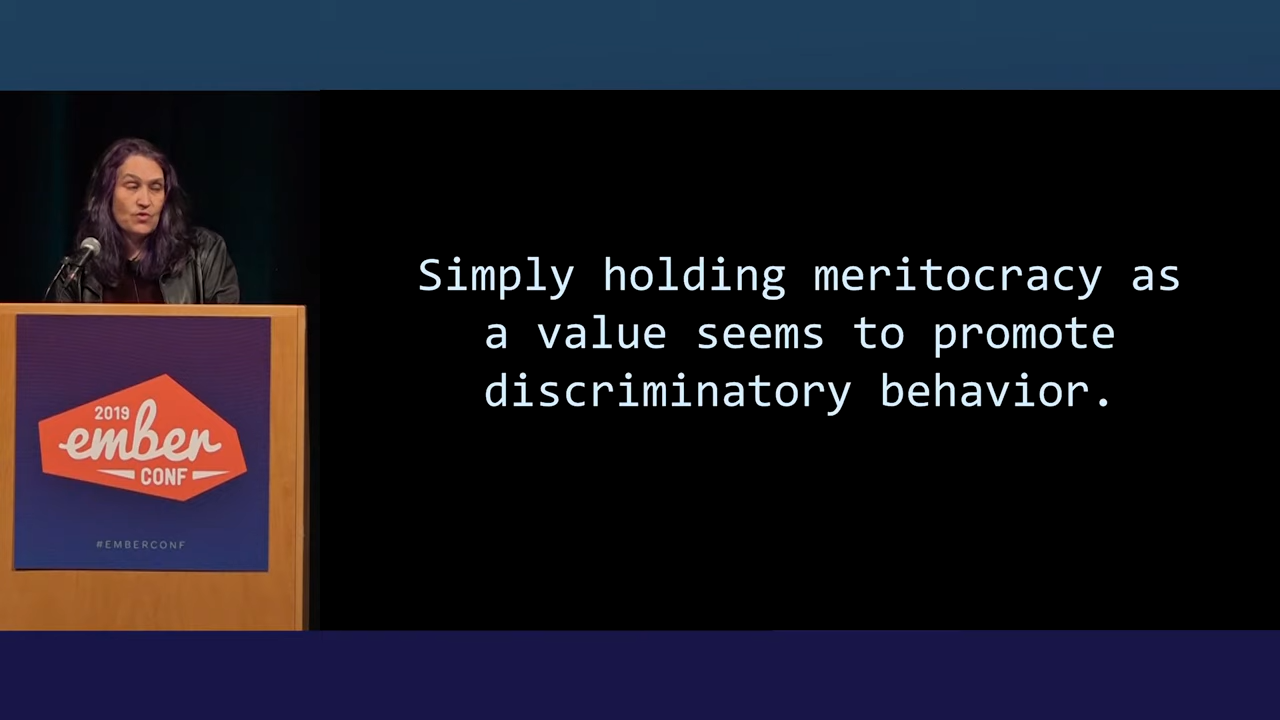 Simply holding meritocracy as
a value seems to promote
discriminatory behavior.
2019
ember
CONF
#EMBERCONF